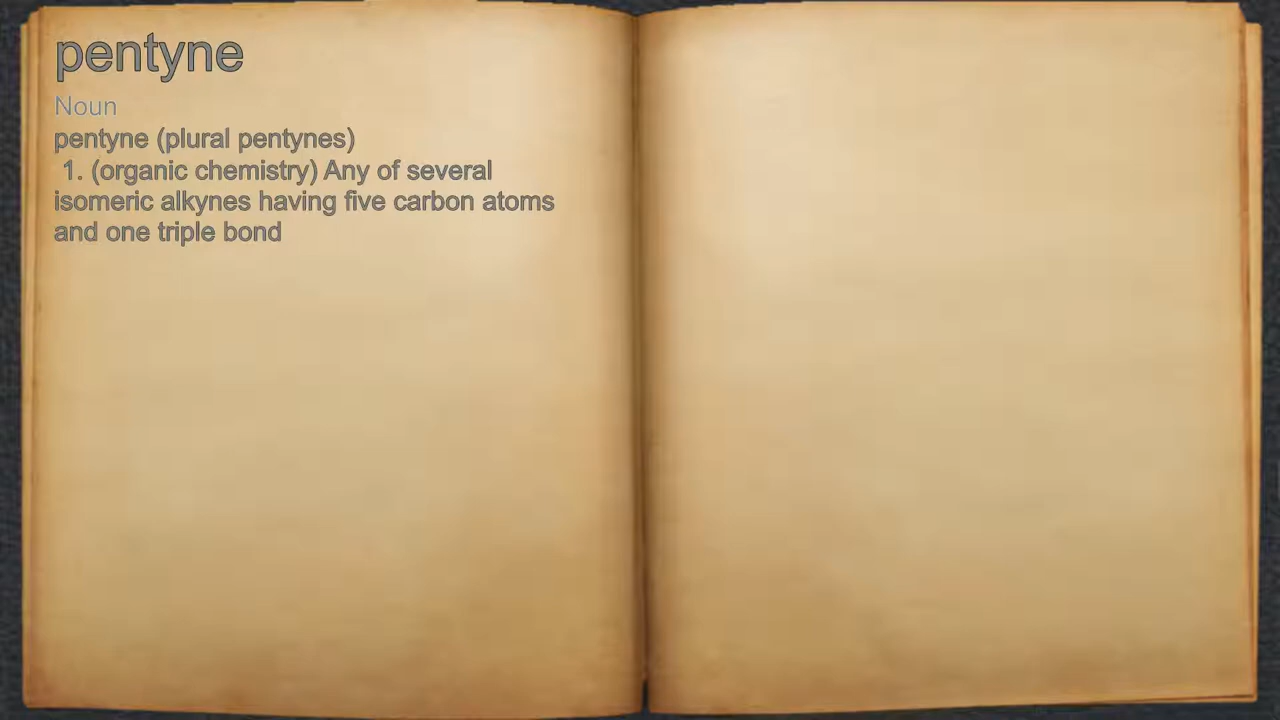 pentyne
Noun
pentyne (plural pentynes)
1. (organic chemistry) Any of several
isomeric alkynes having five carbon atoms
and one triple bond